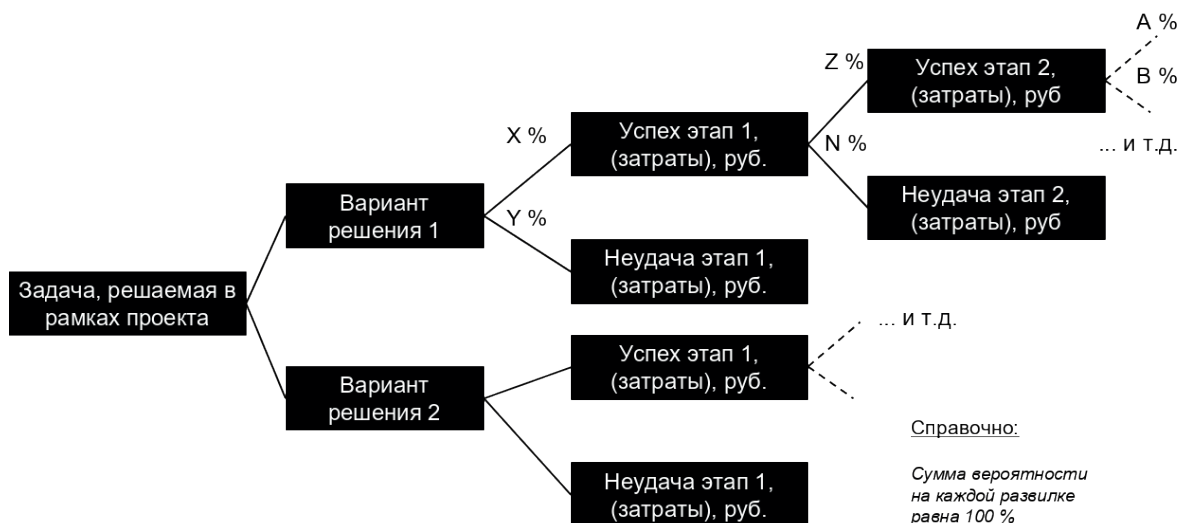 Задача, решаемая в
рамках проекта
Вариант
решения 1
Вариант
решения 2
X %
Y %
Успех этап 1,
(затраты), руб.
Неудача этап 1,
(затраты), руб.
Успех этап 1,
(затраты), руб.
Неудача этап 1,
(затраты), руб.
Z %
N %
Успех этап 2,
(затраты), руб
Неудача этап 2,
(затраты), руб
A %
B %
... и т.д.
... и т.д.
Справочно:
Сумма вероятности
на каждой развилке
равна 100 %